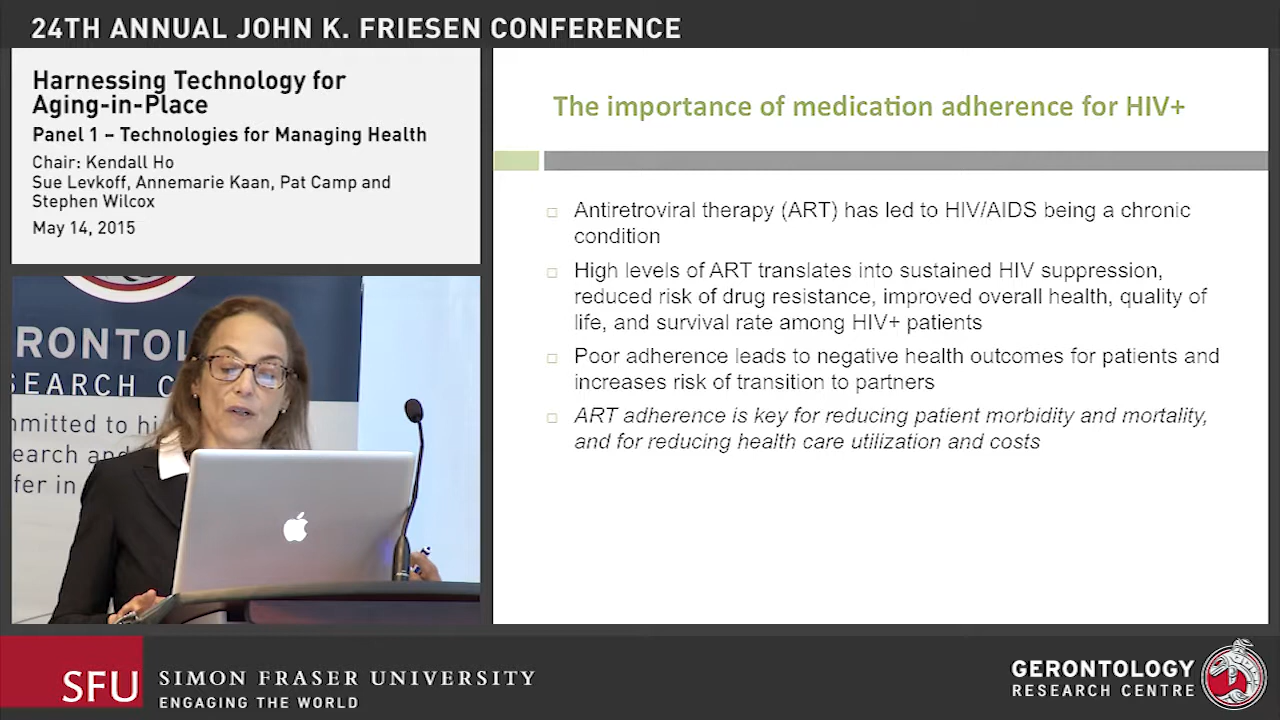 24TH ANNUAL JOHN K. FRIESEN CONFERENCE
Harnessing Technology for
Aging-in-Place
Panel 1 – Technologies for Managing Health
Chair: Kendall Ho
Sue Levkoff, Annemarie Kaan, Pat Camp and
Stephen Wilcox
May 14, 2015
The importance of medication adherence for HIV+
Antiretroviral therapy (ART) has led to HIV/AIDS being a chronic
condition
High levels of ART translates into sustained HIV suppression,
reduced risk of drug resistance, improved overall health, quality of
life, and survival rate among HIV+ patients
Poor adherence leads to negative health outcomes for patients and
increases risk of transition to partners
ART adherence is key for reducing patient morbidity and mortality,
and for reducing health care utilization and costs
RONTOL
SEARCH C
mmitted to hi
search and
fer in
SFU
SIMON FRASER UNIVERSITY
ENGAGING THE WORLD
GERONTOLOGY
RESEARCH CENTRE